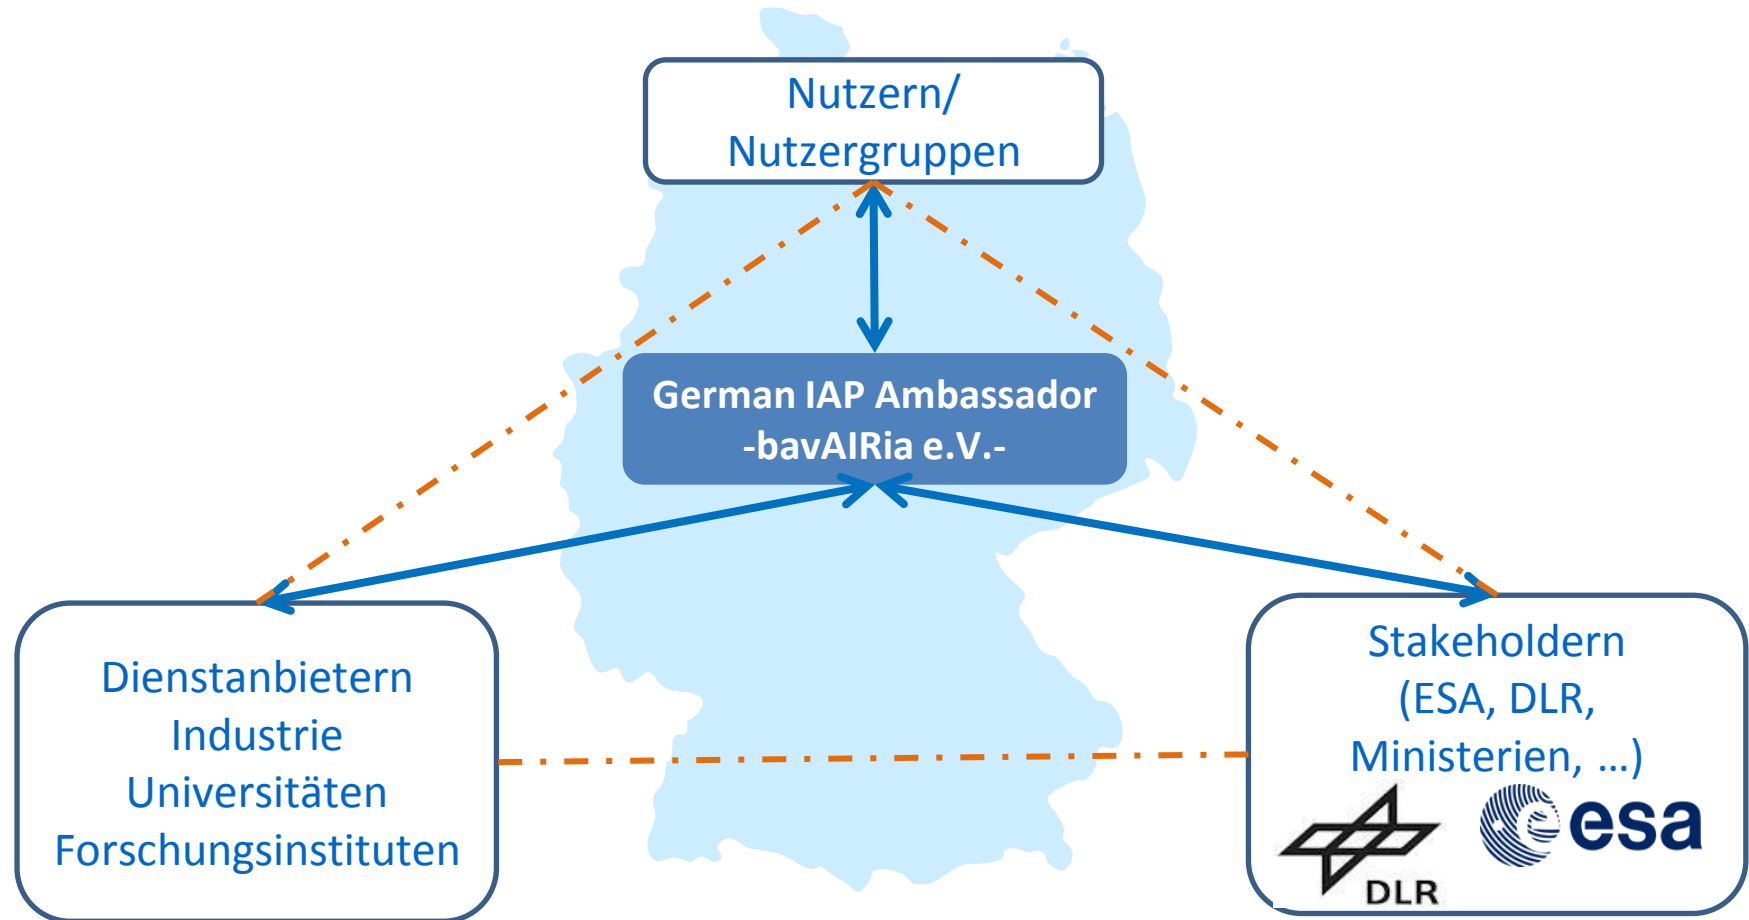 Nutzern/
Nutzergruppen
German IAP Ambassador
-bavAIRia e.V.-
Dienstanbietern
Industrie
Universitäten
Forschungsinstituten
Stakeholdern
(ESA, DLR,
Ministerien, ...)
DLR
esa